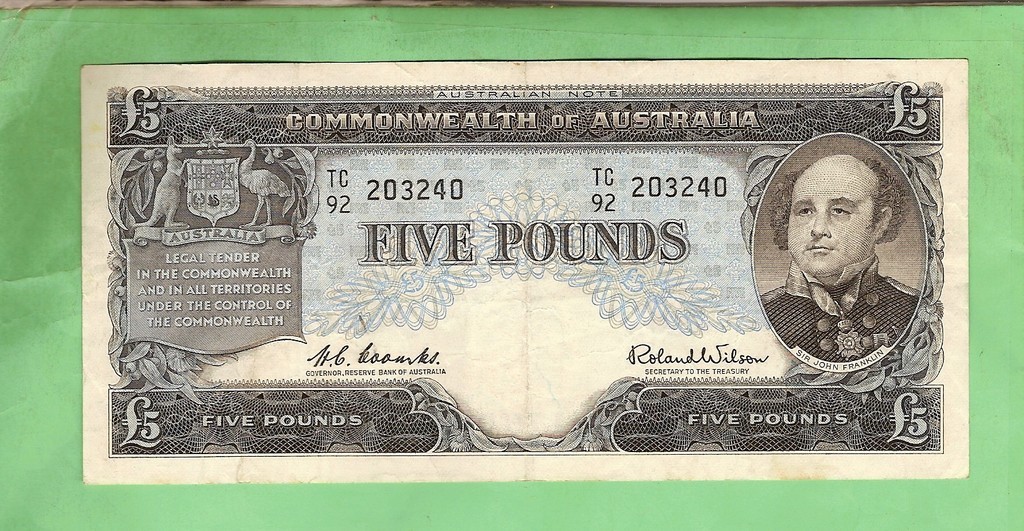 AUSTRALIAN NOTE
£5 COMMONWEALTH OF AUSTRALIA £5
TC 92 203240 TC 92 203240
FIVE POUNDS
AUSTRALIA
LEGAL TENDER
IN THE COMMONWEALTH
AND IN ALL TERRITORIES
UNDER THE CONTROL OF
THE COMMONWEALTH
H.C. Coombs.
GOVERNOR, RESERVE BANK OF AUSTRALIA
Roland Wilson
SECRETARY TO THE TREASURY
SIR JOHN FRANKLIN
£5 FIVE POUNDS FIVE POUNDS £5